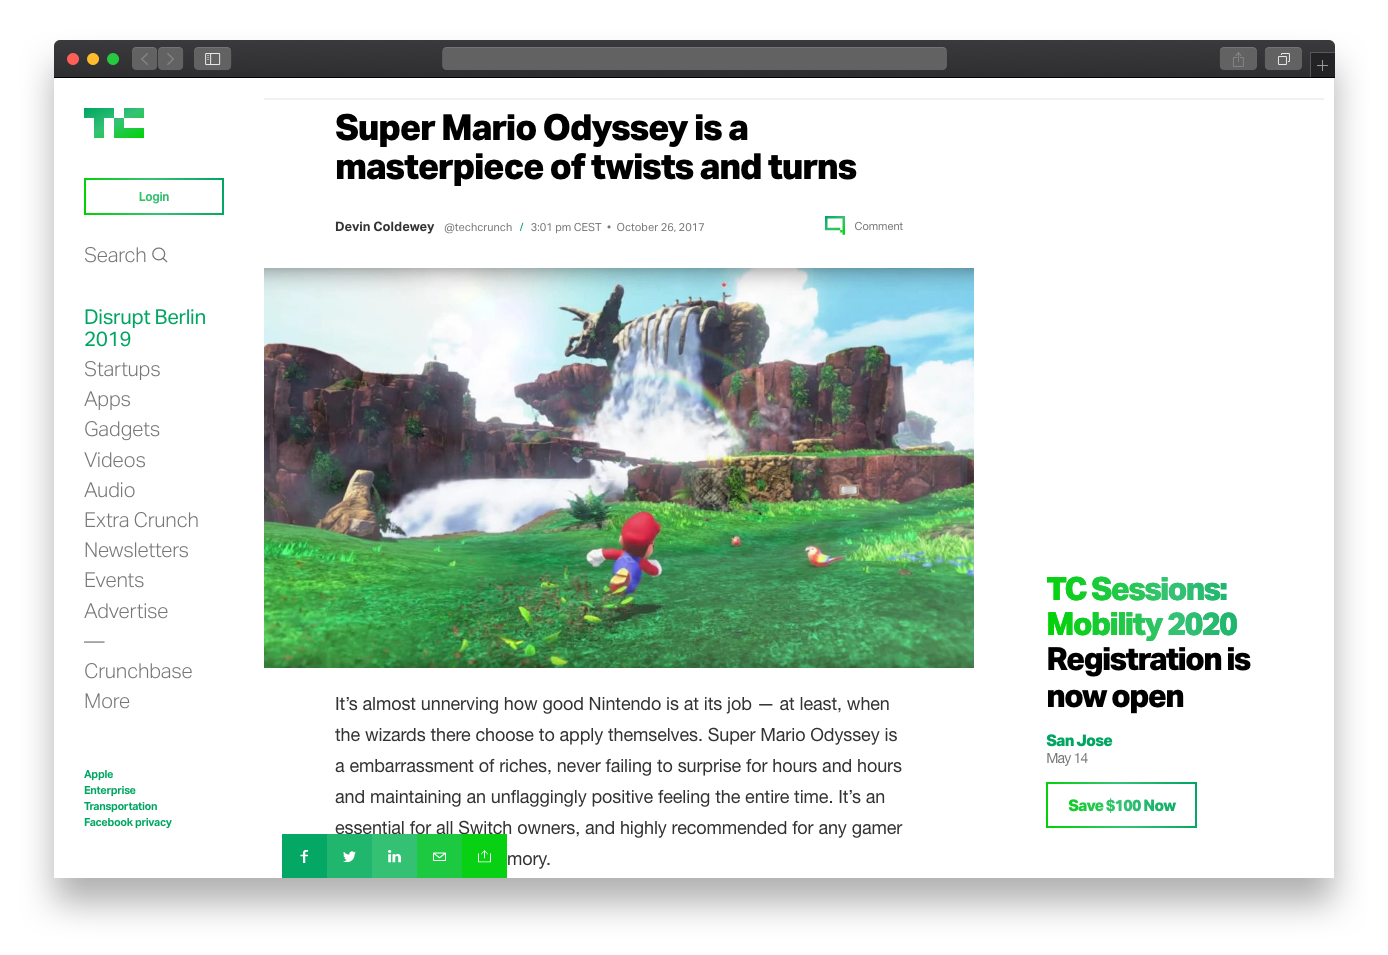 TC
Login
Search
Disrupt Berlin
2019
Startups
Apps
Gadgets
Videos
Audio
Extra Crunch
Newsletters
Events
Advertise
—
Crunchbase
More
Apple
Enterprise
Transportation
Facebook privacy
Super Mario Odyssey is a
masterpiece of twists and turns
Devin Coldewey @techcrunch / 3:01 pm CEST • October 26, 2017
Comment
It’s almost unnerving how good Nintendo is at its job — at least, when
the wizards there choose to apply themselves. Super Mario Odyssey is
a embarrassment of riches, never failing to surprise for hours and hours
and maintaining an unflaggingly positive feeling the entire time. It’s an
essential for all Switch owners, and highly recommended for any gamer
mory.
TC Sessions:
Mobility 2020
Registration is
now open
San Jose
May 14
Save $100 Now